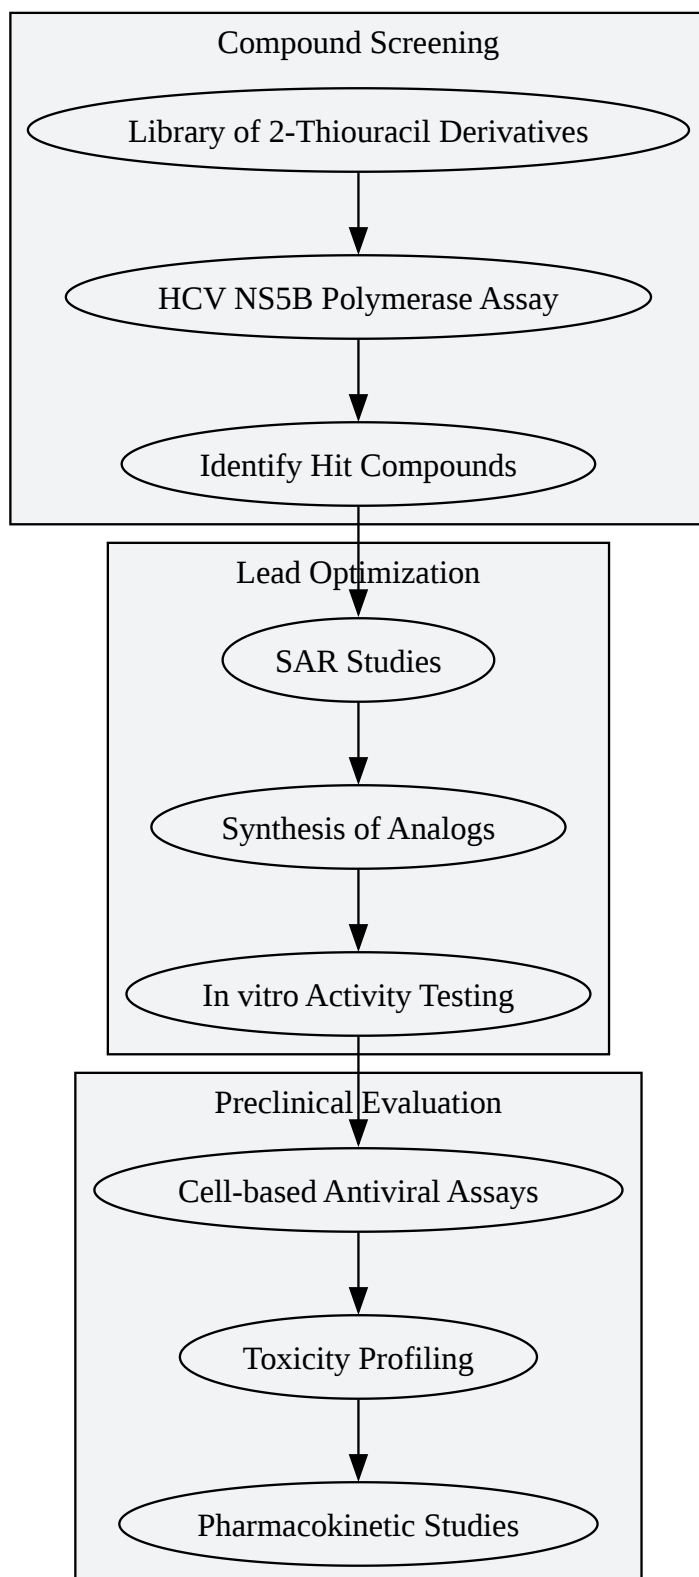 Compound Screening
Library of 2-Thiouracil Derivatives
HCV NS5B Polymerase Assay
Identify Hit Compounds
Lead Optimization
SAR Studies
Synthesis of Analogs
In vitro Activity Testing
Preclinical Evaluation
Cell-based Antiviral Assays
Toxicity Profiling
Pharmacokinetic Studies